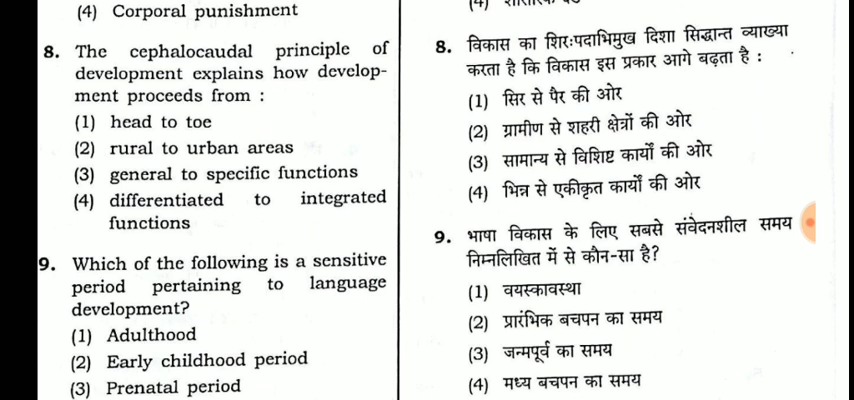 (4) Corporal punishment
8. The cephalocaudal principle of
development explains how develop-
ment proceeds from :
(1) head to toe
(2) rural to urban areas
(3) general to specific functions
(4) differentiated to integrated
functions
9. Which of the following is a sensitive
period pertaining to language
development?
(1) Adulthood
(2) Early childhood period
(3) Prenatal period
(4)
8. विकास का शिरःपदाभिमुख दिशा सिद्धान्त व्याख्या
करता है कि विकास इस प्रकार आगे बढ़ता है :
(1) सिर से पैर की ओर
(2) ग्रामीण से शहरी क्षेत्रों की ओर
(3) सामान्य से विशिष्ट कार्यों की ओर
(4) भिन्न से एकीकृत कार्यों की ओर
9. भाषा विकास के लिए सबसे संवेदनशील समय
निम्नलिखित में से कौन-सा है?
(1) वयस्कावस्था
(2) प्रारंभिक बचपन का समय
(3) जन्मपूर्व का समय
(4) मध्य बचपन का समय